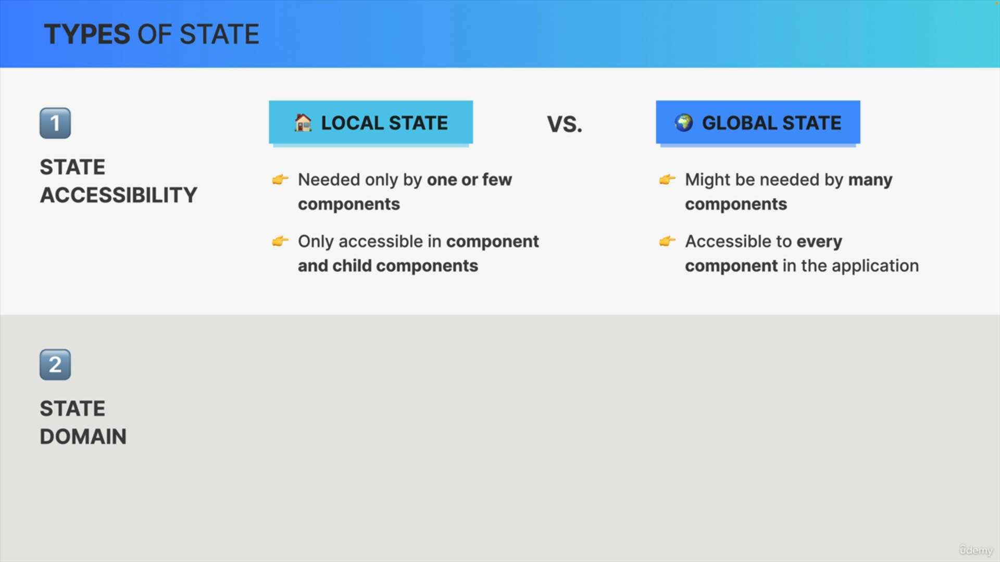 TYPES OF STATE
1
STATE
ACCESSIBILITY
LOCAL STATE
Needed only by one or few
components
Only accessible in component
and child components
VS.
GLOBAL STATE
Might be needed by many
components
Accessible to every
component in the application
2
STATE
DOMAIN
ûdemy